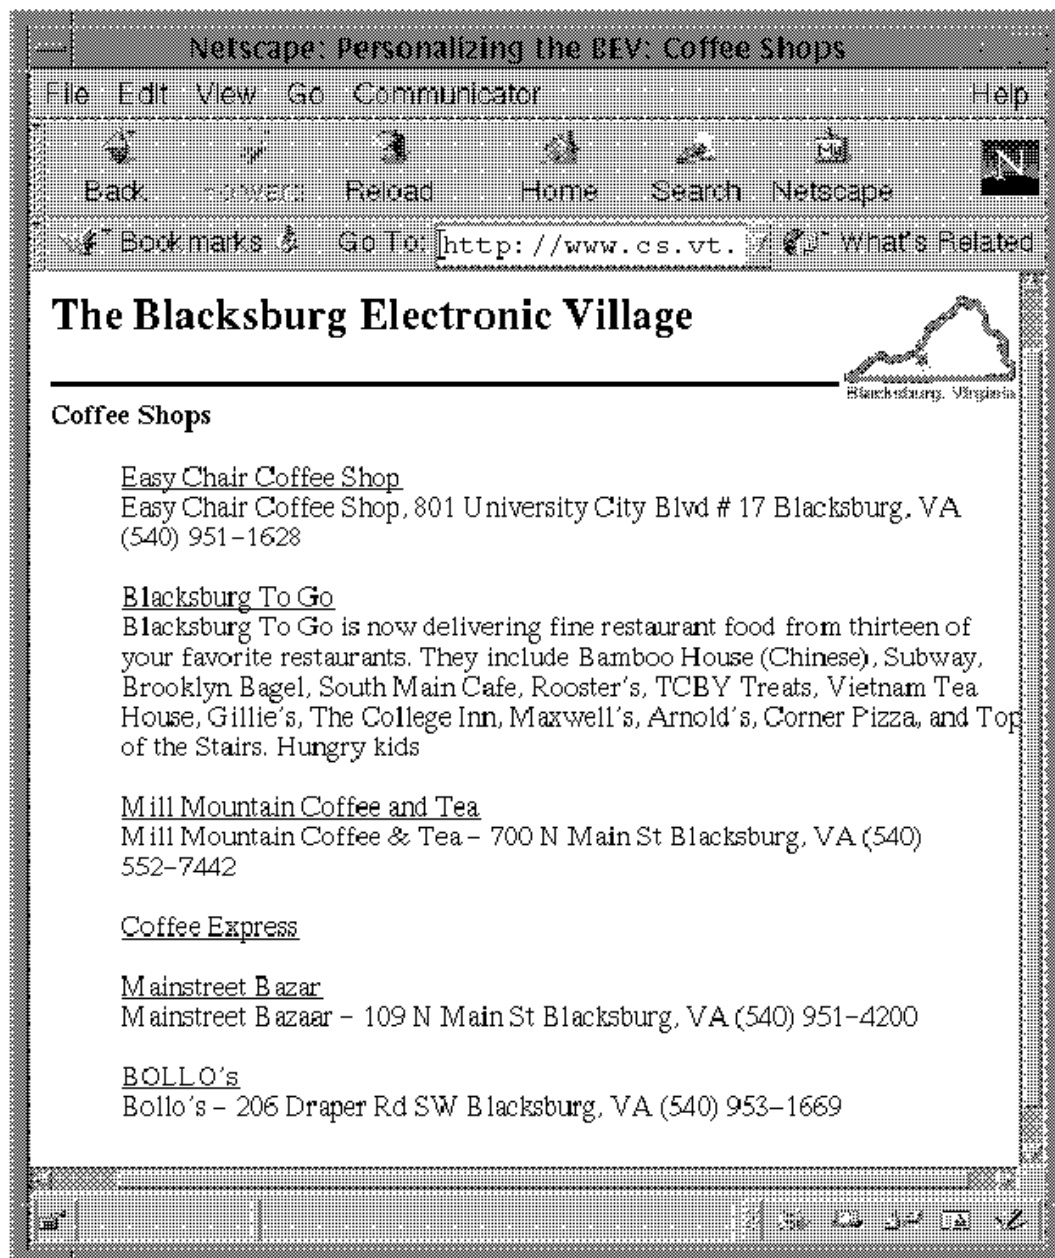 Netscape: Personalizing the BEV: Coffee Shops
File Edit View Go Communicator Help
Back Forward Reload Home Search Netscape
Bookmarks Go To: http://www.cs.vt. What's Related
The Blacksburg Electronic Village
Blacksburg, Virginia
Coffee Shops
Easy Chair Coffee Shop
Easy Chair Coffee Shop, 801 University City Blvd # 17 Blacksburg, VA
(540) 951-1628
Blacksburg To Go
Blacksburg To Go is now delivering fine restaurant food from thirteen of
your favorite restaurants. They include Bamboo House (Chinese), Subway,
Brooklyn Bagel, South Main Cafe, Rooster's, TCBY Treats, Vietnam Tea
House, Gillie's, The College Inn, Maxwell's, Arnold's, Corner Pizza, and Top
of the Stairs. Hungry kids
Mill Mountain Coffee and Tea
Mill Mountain Coffee & Tea - 700 N Main St Blacksburg, VA (540)
552-7442
Coffee Express
Mainstreet Bazar
Mainstreet Bazaar - 109 N Main St Blacksburg, VA (540) 951-4200
BOLLO's
Bollo's - 206 Draper Rd SW Blacksburg, VA (540) 953-1669